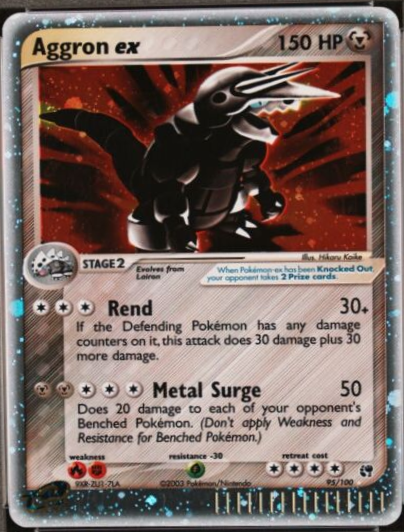 Aggron ex 150 HP
Illus. Hikaru Koike
STAGE 2
Evolves from
Lairon
When Pokémon-ex has been Knocked Out,
your opponent takes 2 Prize cards.
Rend 30+
If the Defending Pokémon has any damage
counters on it, this attack does 30 damage plus 30
more damage.
Metal Surge 50
Does 20 damage to each of your opponent's
Benched Pokémon. (Don't apply Weakness and
Resistance for Benched Pokémon.)
weakness resistance -30 retreat cost
©2003 Pokémon/Nintendo 95/100